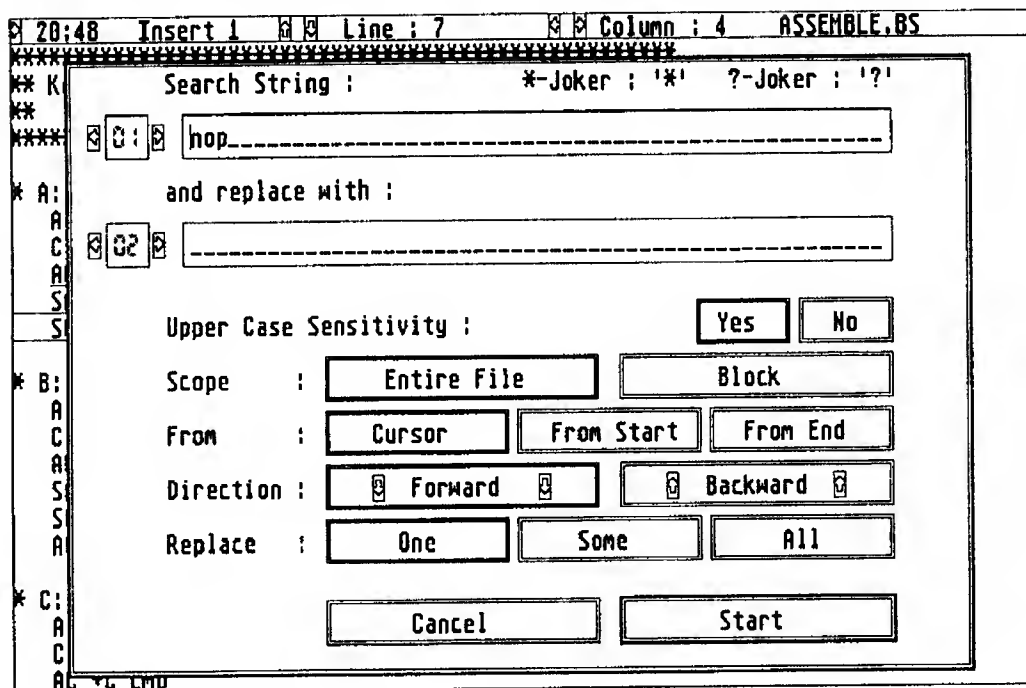 20:48 Insert 1 Line : 7 Column : 4 ASSEMBLE.BS
****************************************************
** K Search String : *-Joker : '*' ?-Joker : '?'
**
***** 01 nop
* A: and replace with :
A
C 02
A
S
S Upper Case Sensitivity : Yes No
* B: Scope : Entire File Block
A
C From : Cursor From Start From End
A
S Direction : Forward Backward
S
A Replace : One Some All
* C:
A Cancel Start
C